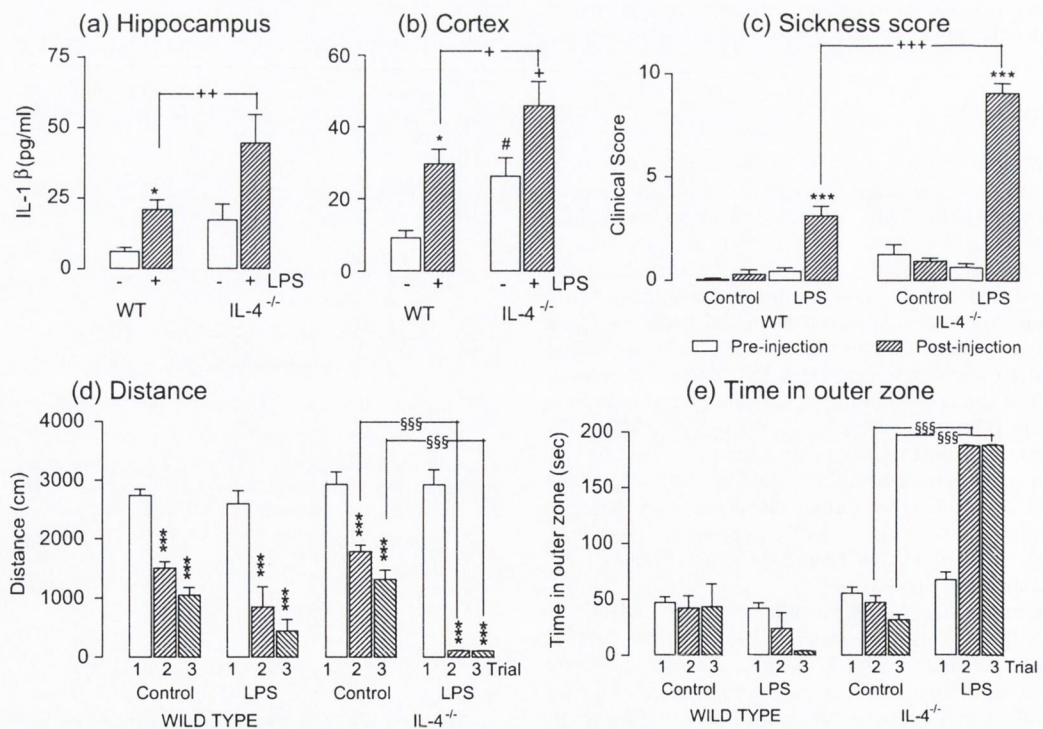 (a) Hippocampus
75
50
25
0
IL-1 β(pg/ml)
++
*
- + - + LPS
WT IL-4 -/-
(b) Cortex
60
40
20
0
+
*
#
+
- + - + LPS
WT IL-4 -/-
(c) Sickness score
10
5
0
Clinical Score
+++
***
***
Control LPS Control LPS
WT IL-4 -/-
Pre-injection Post-injection
(d) Distance
4000
3000
2000
1000
0
Distance (cm)
§§§
§§§
*** *** *** *** *** *** *** ***
1 2 3 1 2 3 1 2 3 1 2 3 Trial
Control LPS Control LPS
WILD TYPE IL-4-/-
(e) Time in outer zone
200
150
100
50
0
Time in outer zone (sec)
§§§
§§§
1 2 3 1 2 3 1 2 3 1 2 3 Trial
Control LPS Control LPS
WILD TYPE IL-4-/-